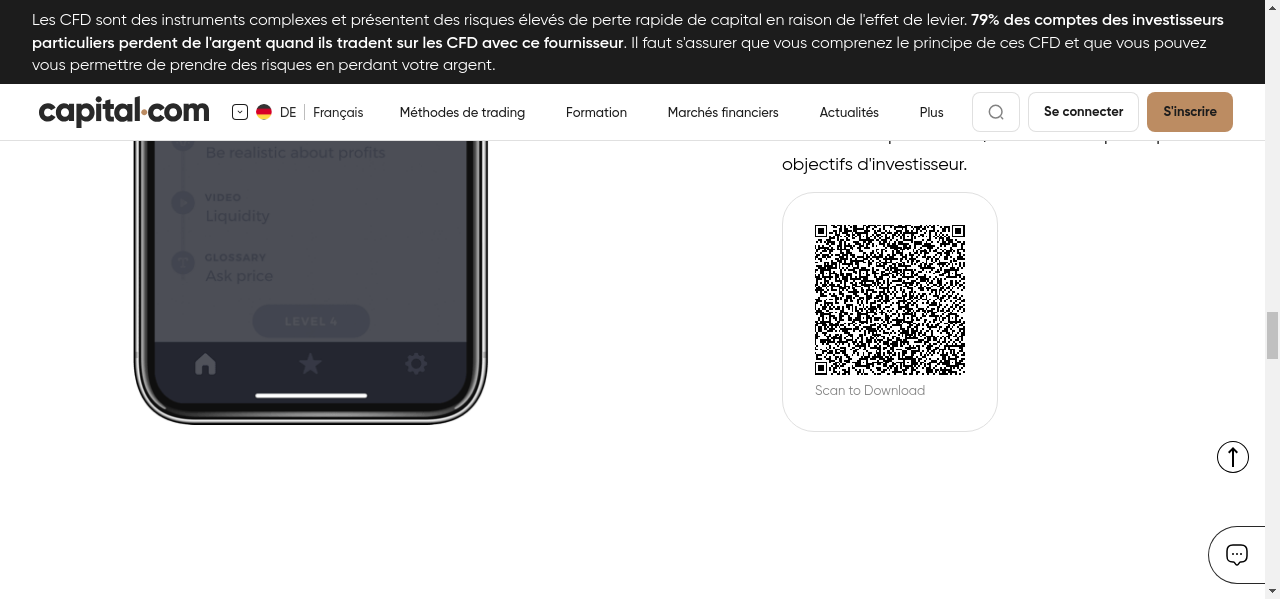 Les CFD sont des instruments complexes et présentent des risques élevés de perte rapide de capital en raison de l'effet de levier. 79% des comptes des investisseurs
particuliers perdent de l'argent quand ils tradent sur les CFD avec ce fournisseur. Il faut s'assurer que vous comprenez le principe de ces CFD et que vous pouvez
vous permettre de prendre des risques en perdant votre argent.
capital.com DE Français Méthodes de trading Formation Marchés financiers Actualités Plus Se connecter S'inscrire
Be realistic about profits
VIDEO
Liquidity
GLOSSARY
Ask price
LEVEL 4
objectifs d'investisseur.
Scan to Download